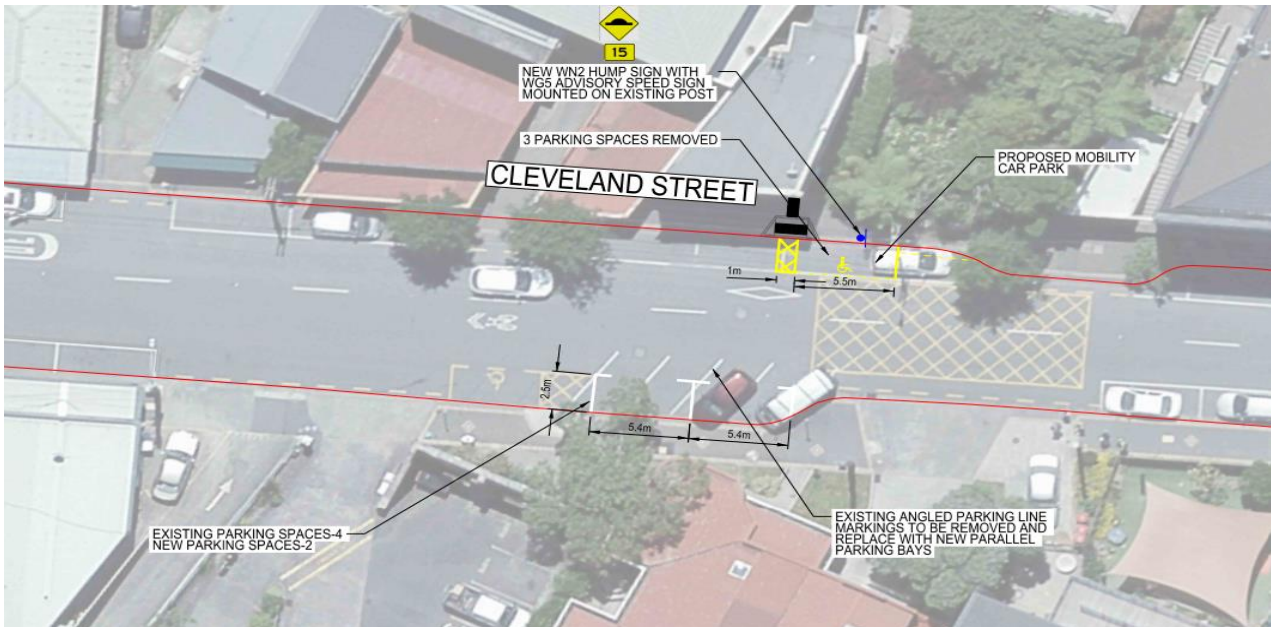 15
NEW WN2 HUMP SIGN WITH
WG5 ADVISORY SPEED SIGN
MOUNTED ON EXISTING POST
3 PARKING SPACES REMOVED
PROPOSED MOBILITY
CAR PARK
CLEVELAND STREET
1m
5.5m
2.5m
5.4m
5.4m
EXISTING PARKING SPACES-4
NEW PARKING SPACES-2
EXISTING ANGLED PARKING LINE
MARKINGS TO BE REMOVED AND
REPLACE WITH NEW PARALLEL
PARKING BAYS